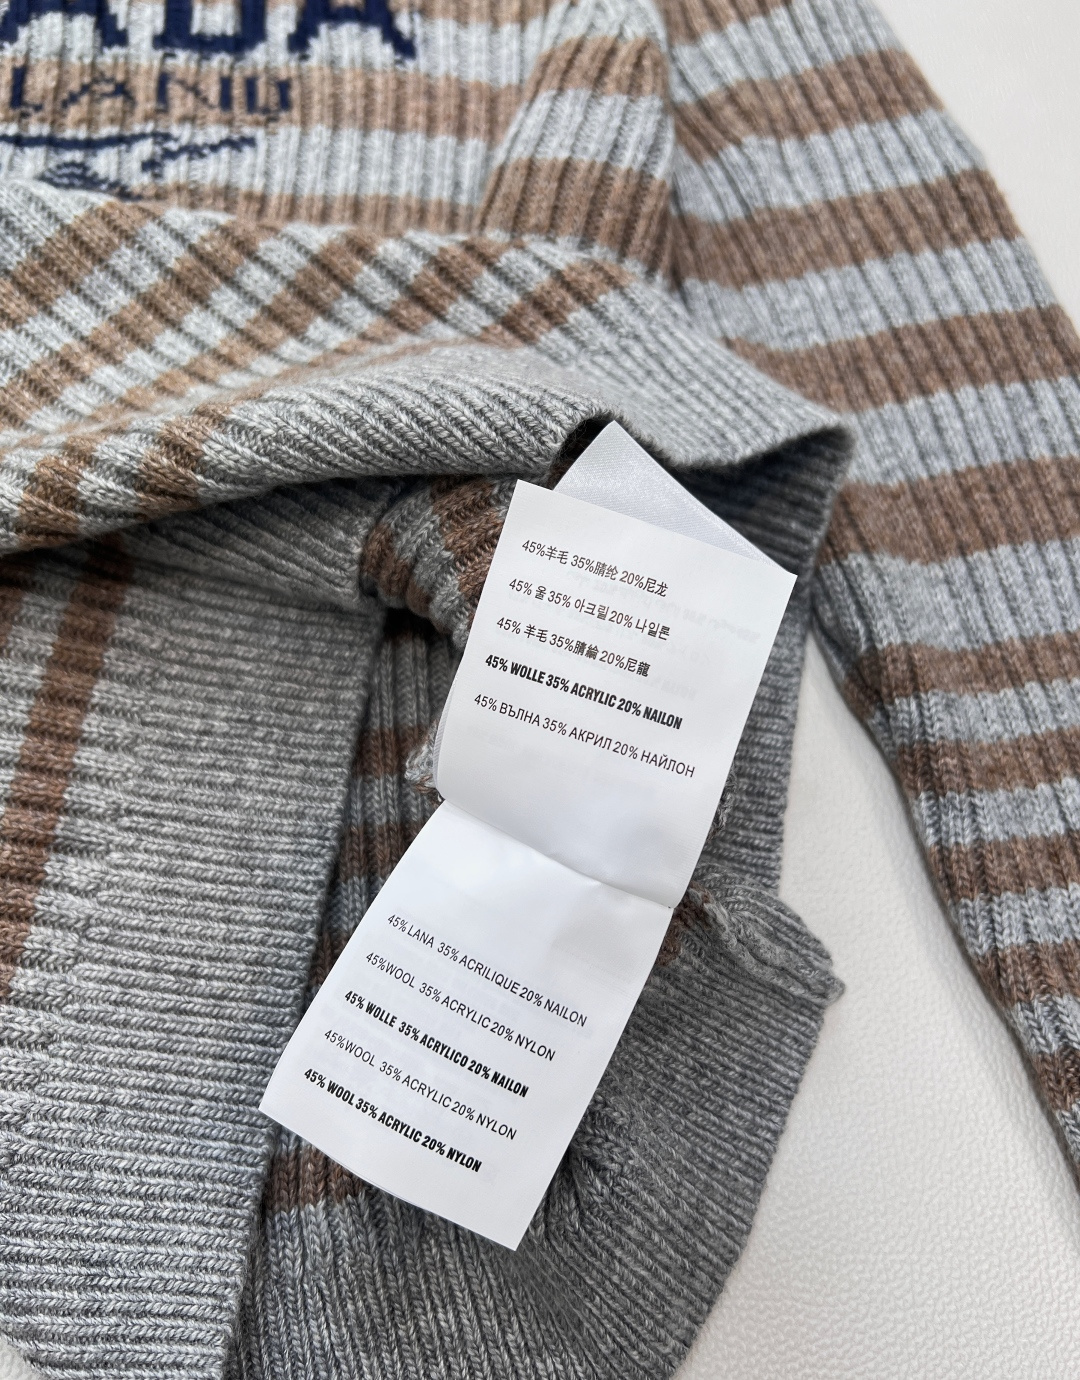 LAND
45%羊毛 35%腈纶 20%尼龙
45% 울 35% 아크릴 20% 나일론
45% 羊毛 35%腈綸 20%尼龍
45% WOLLE 35% ACRYLIC 20% NAILON
45% ВЪЛНА 35% АКРИЛ 20% НАЙЛОН
45% LANA 35% ACRILIQUE 20% NAILON
45%WOOL 35% ACRYLIC 20% NYLON
45% WOLLE 35% ACRYLICO 20% NAILON
45%WOOL 35% ACRYLIC 20% NYLON
45% WOOL 35% ACRYLIC 20% NYLON